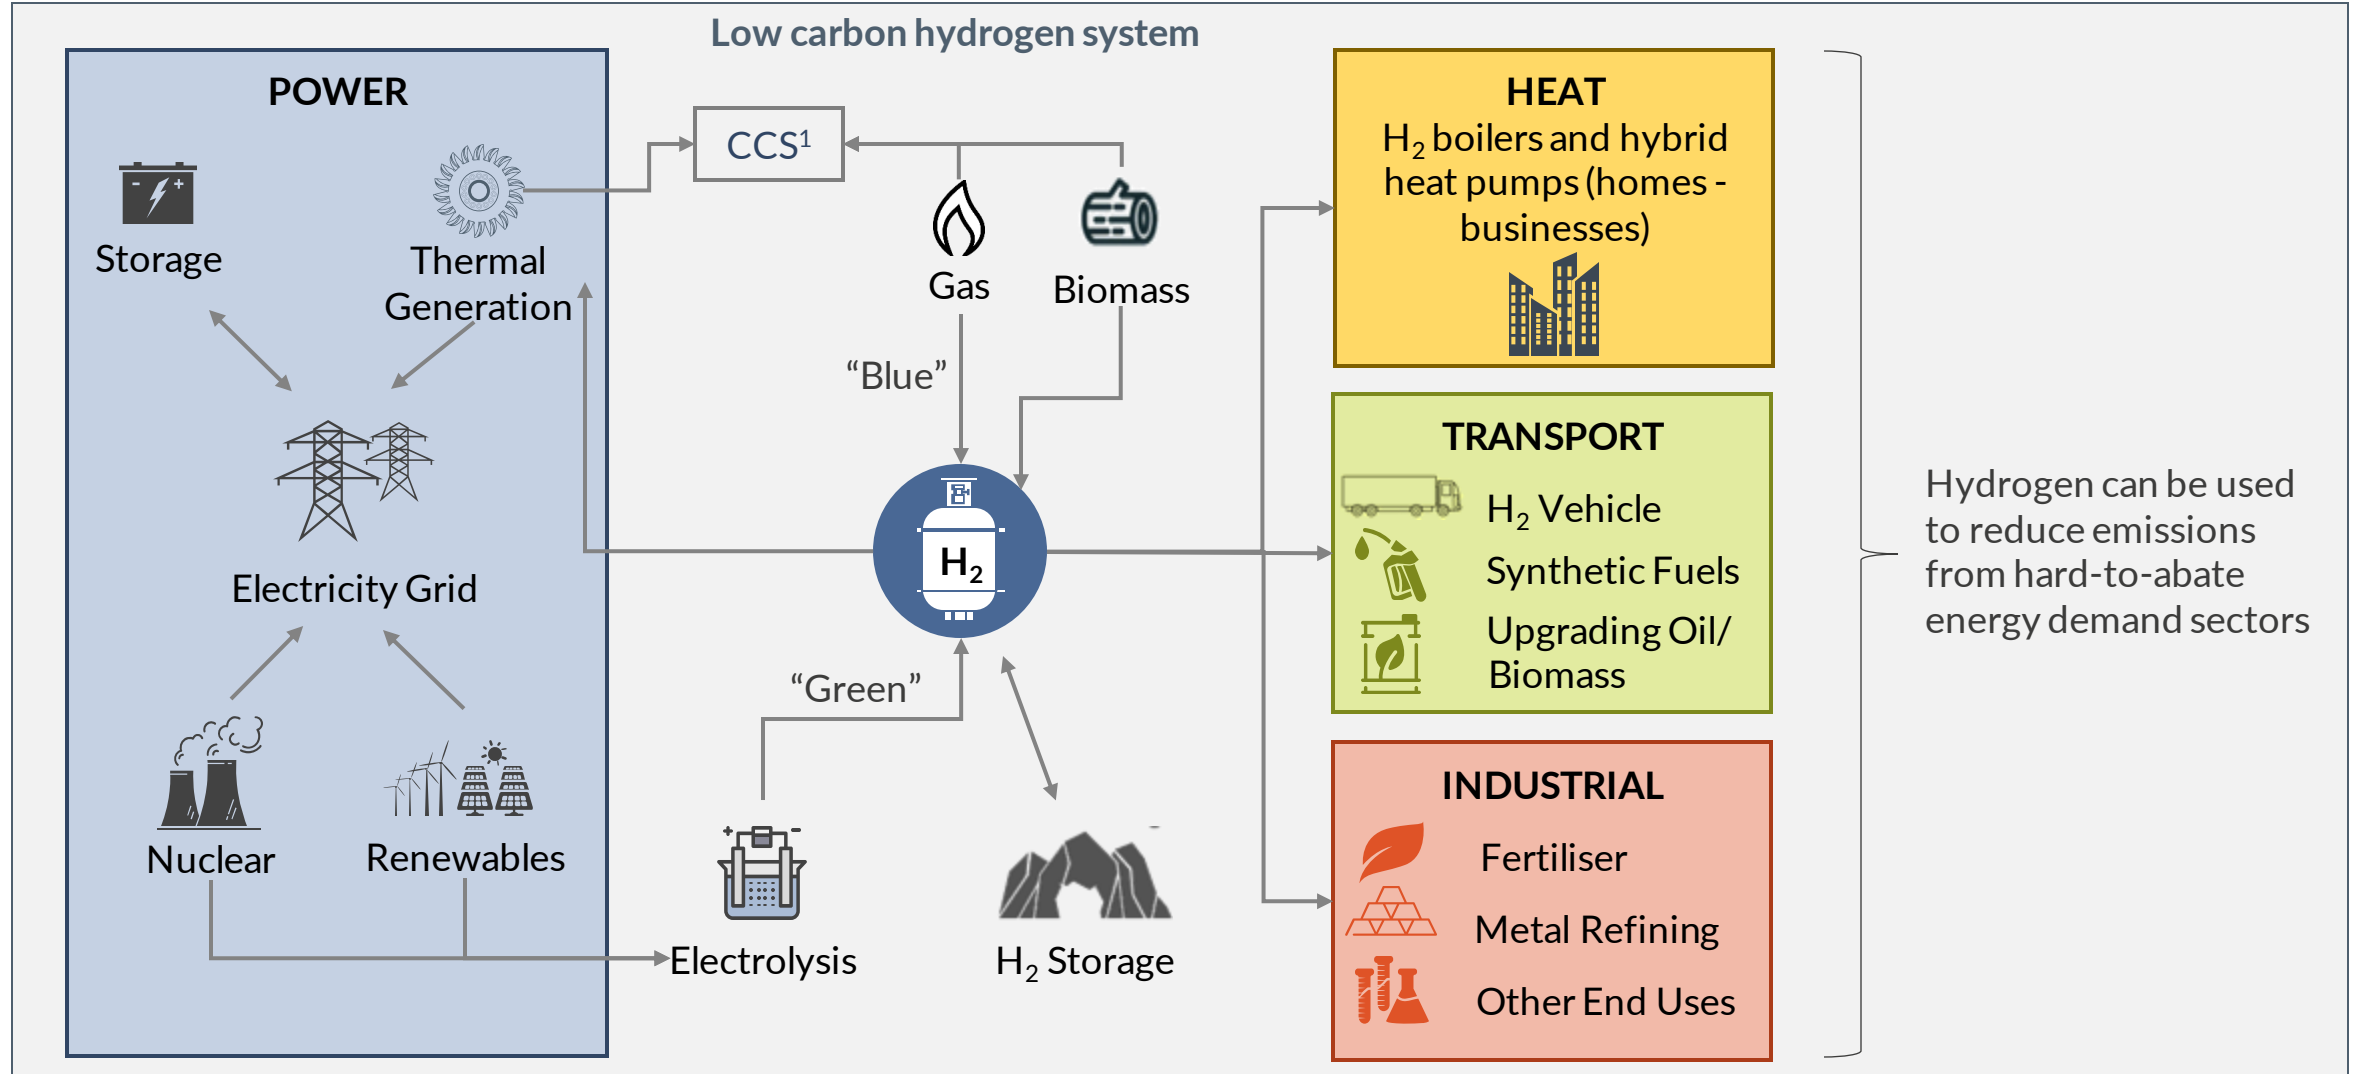 Low carbon hydrogen system
POWER
Storage
Thermal
Generation
Electricity Grid
Nuclear
Renewables
CCS¹
Gas
Biomass
“Blue”
H₂
“Green”
Electrolysis
H₂ Storage
HEAT
H₂ boilers and hybrid
heat pumps (homes -
businesses)
TRANSPORT
H₂ Vehicle
Synthetic Fuels
Upgrading Oil/
Biomass
INDUSTRIAL
Fertiliser
Metal Refining
Other End Uses
Hydrogen can be used
to reduce emissions
from hard-to-abate
energy demand sectors